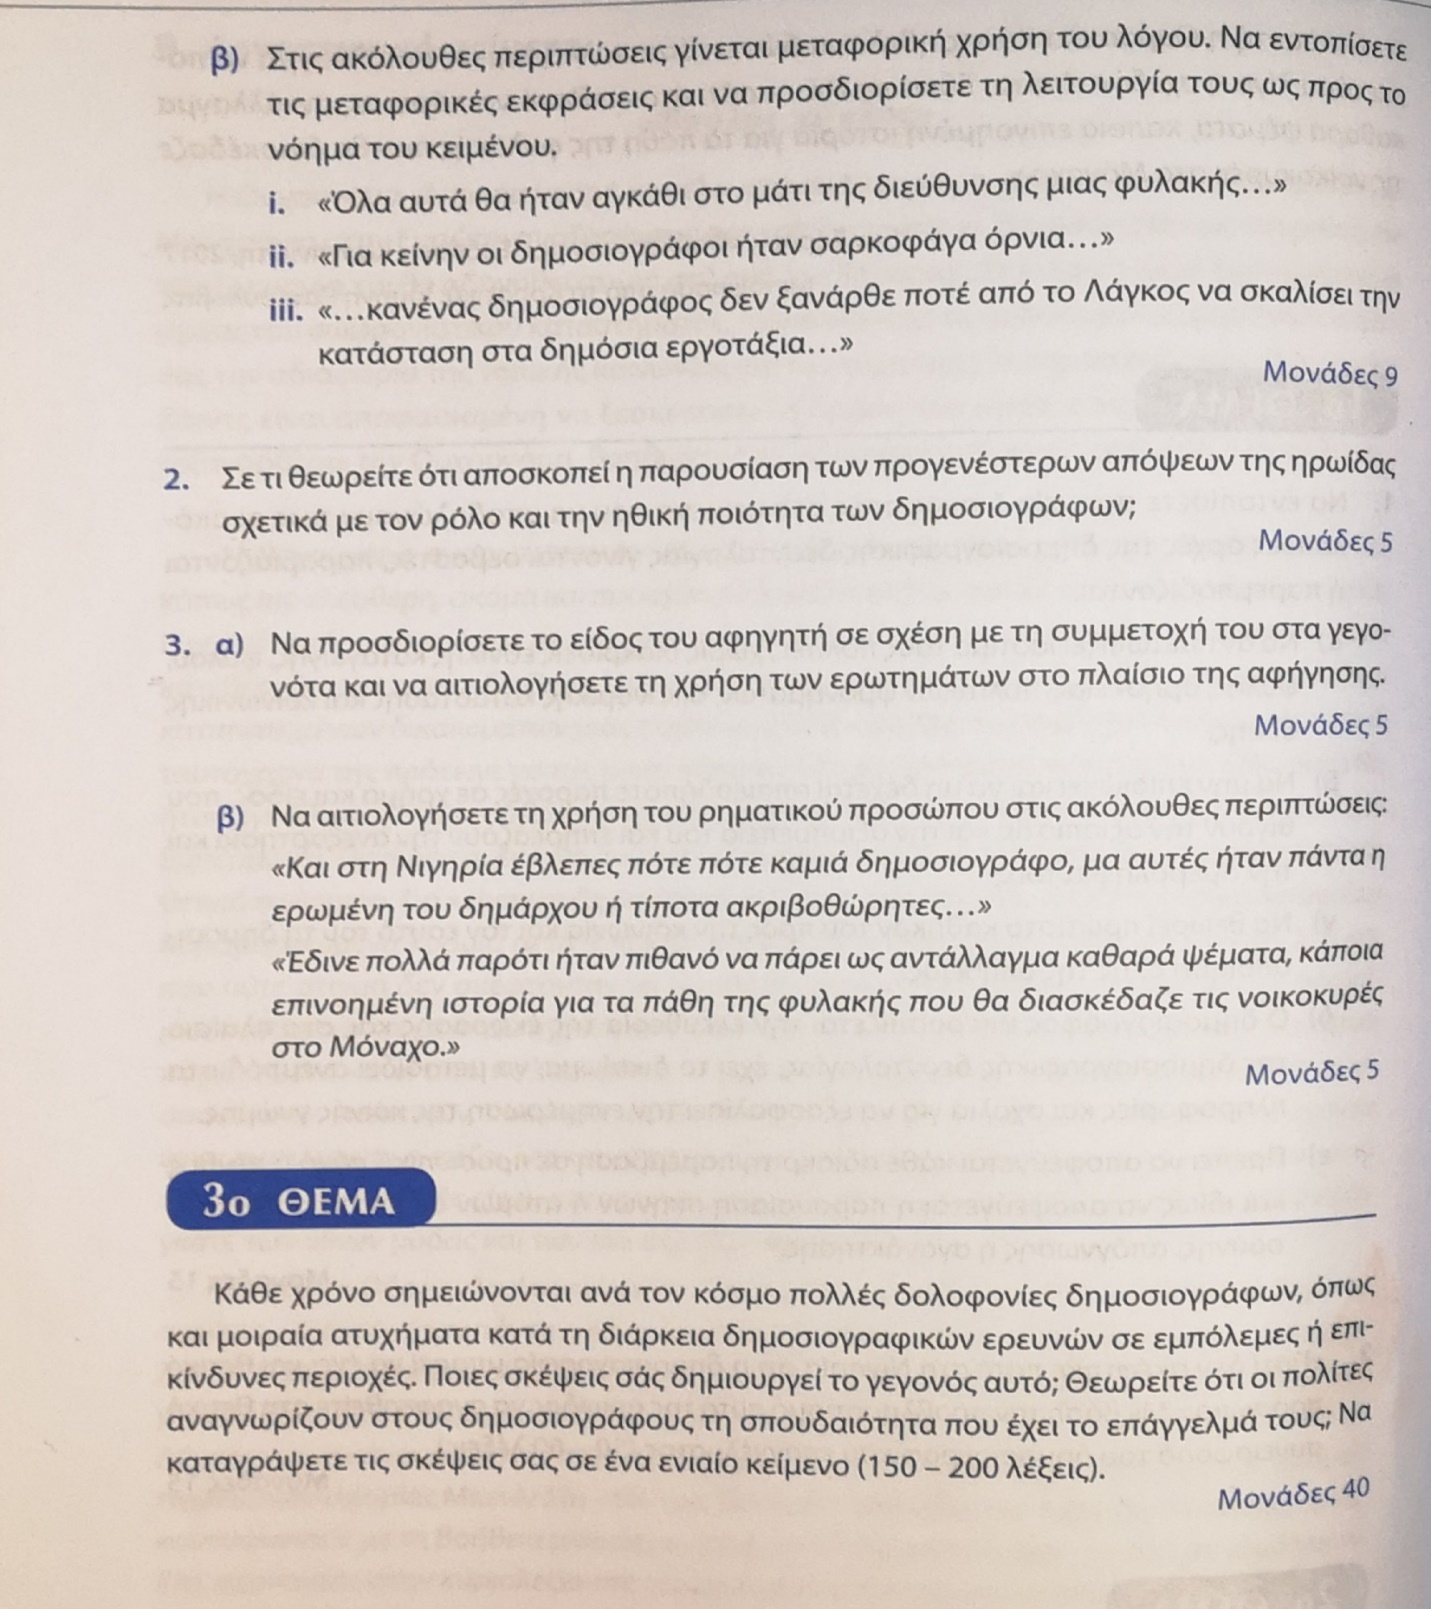 β) Στις ακόλουθες περιπτώσεις γίνεται μεταφορική χρήση του λόγου. Να εντοπίσετε
τις μεταφορικές εκφράσεις και να προσδιορίσετε τη λειτουργία τους ως προς το
νόημα του κειμένου.
i. «Όλα αυτά θα ήταν αγκάθι στο μάτι της διεύθυνσης μιας φυλακής...»
ii. «Για κείνην οι δημοσιογράφοι ήταν σαρκοφάγα όρνια...»
iii. «...κανένας δημοσιογράφος δεν ξανάρθε ποτέ από το Λάγκος να σκαλίσει την
κατάσταση στα δημόσια εργοτάξια...»
Μονάδες 9
2. Σε τι θεωρείτε ότι αποσκοπεί η παρουσίαση των προγενέστερων απόψεων της ηρωίδας
σχετικά με τον ρόλο και την ηθική ποιότητα των δημοσιογράφων;
Μονάδες 5
3. α) Να προσδιορίσετε το είδος του αφηγητή σε σχέση με τη συμμετοχή του στα γεγο-
νότα και να αιτιολογήσετε τη χρήση των ερωτημάτων στο πλαίσιο της αφήγησης.
Μονάδες 5
β) Να αιτιολογήσετε τη χρήση του ρηματικού προσώπου στις ακόλουθες περιπτώσεις:
«Και στη Νιγηρία έβλεπες πότε πότε καμιά δημοσιογράφο, μα αυτές ήταν πάντα η
ερωμένη του δημάρχου ή τίποτα ακριβοθώρητες...»
«Έδινε πολλά παρότι ήταν πιθανό να πάρει ως αντάλλαγμα καθαρά ψέματα, κάποια
επινοημένη ιστορία για τα πάθη της φυλακής που θα διασκέδαζε τις νοικοκυρές
στο Μόναχο.»
Μονάδες 5
3ο ΘΕΜΑ
Κάθε χρόνο σημειώνονται ανά τον κόσμο πολλές δολοφονίες δημοσιογράφων, όπως
και μοιραία ατυχήματα κατά τη διάρκεια δημοσιογραφικών ερευνών σε εμπόλεμες ή επι-
κίνδυνες περιοχές. Ποιες σκέψεις σάς δημιουργεί το γεγονός αυτό; Θεωρείτε ότι οι πολίτες
αναγνωρίζουν στους δημοσιογράφους τη σπουδαιότητα που έχει το επάγγελμά τους; Να
καταγράψετε τις σκέψεις σας σε ένα ενιαίο κείμενο (150 – 200 λέξεις).
Μονάδες 40